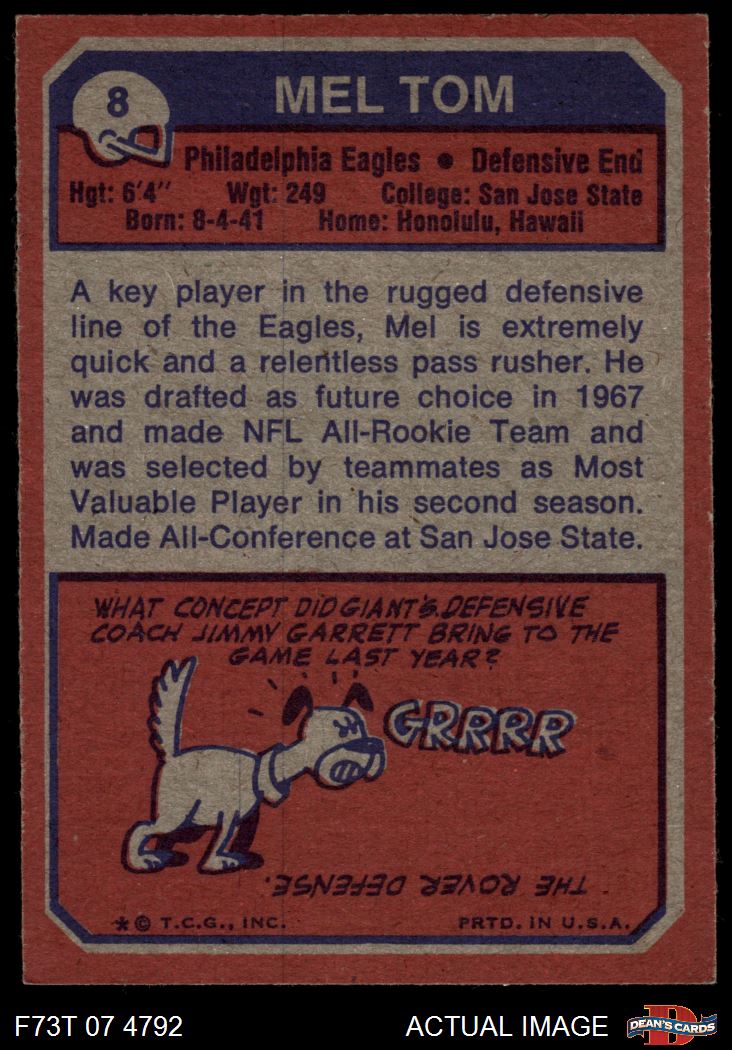 8
MEL TOM
Philadelphia Eagles • Defensive End
Hgt: 6'4" Wgt: 249 College: San Jose State
Born: 8-4-41 Home: Honolulu, Hawaii
A key player in the rugged defensive
line of the Eagles, Mel is extremely
quick and a relentless pass rusher. He
was drafted as future choice in 1967
and made NFL All-Rookie Team and
was selected by teammates as Most
Valuable Player in his second season.
Made All-Conference at San Jose State.
WHAT CONCEPT DID GIANT'S DEFENSIVE
COACH JIMMY GARRETT BRING TO THE
GAME LAST YEAR?
GRRRR
THE ROVER DEFENSE.
* © T.C.G., INC. PRTD. IN U.S.A.
F73T 07 4792 ACTUAL IMAGE D DEAN'S CARDS